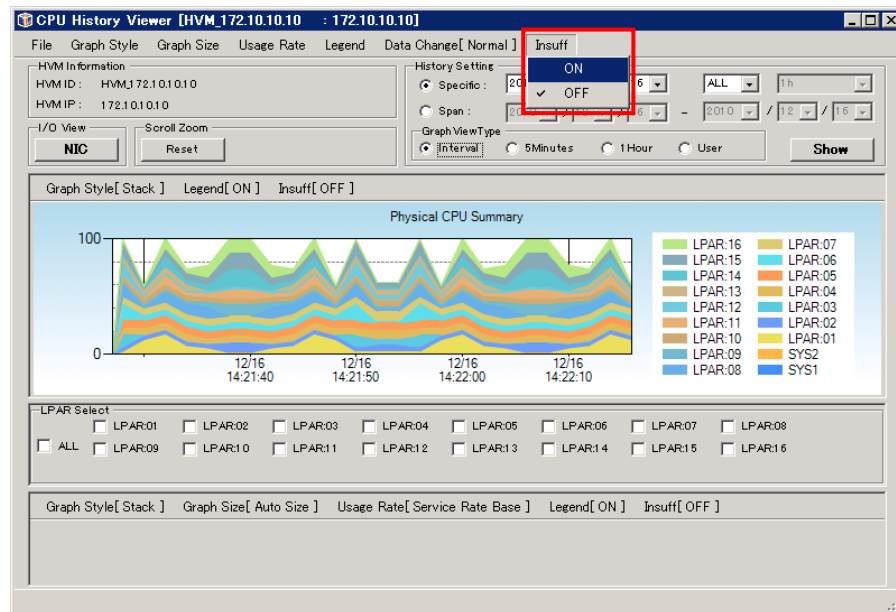 CPU History Viewer [HVM_172.10.10.10 : 172.10.10.10]
File Graph Style Graph Size Usage Rate Legend Data Change[ Normal ] Insuff
ON
OFF
HVM Information
HVM ID : HVM_172.10.10.10
HVM IP : 172.10.10.10
History Setting
Specific : 6 ALL 1h
Span : 6 - 2010 / 12 / 16
I/O View
NIC
Scroll Zoom
Reset
Graph View Type
Interval 5Minutes 1Hour User
Show
Graph Style[ Stack ] Legend[ ON ] Insuff[ OFF ]
Physical CPU Summary
100
0
12/16 12/16 12/16 12/16
14:21:40 14:21:50 14:22:00 14:22:10
LPAR:16 LPAR:07
LPAR:15 LPAR:06
LPAR:14 LPAR:05
LPAR:13 LPAR:04
LPAR:12 LPAR:03
LPAR:11 LPAR:02
LPAR:10 LPAR:01
LPAR:09 SYS2
LPAR:08 SYS1
LPAR Select
LPAR:01 LPAR:02 LPAR:03 LPAR:04 LPAR:05 LPAR:06 LPAR:07 LPAR:08
ALL LPAR:09 LPAR:10 LPAR:11 LPAR:12 LPAR:13 LPAR:14 LPAR:15 LPAR:16
Graph Style[ Stack ] Graph Size[ Auto Size ] Usage Rate[ Service Rate Base ] Legend[ ON ] Insuff[ OFF ]